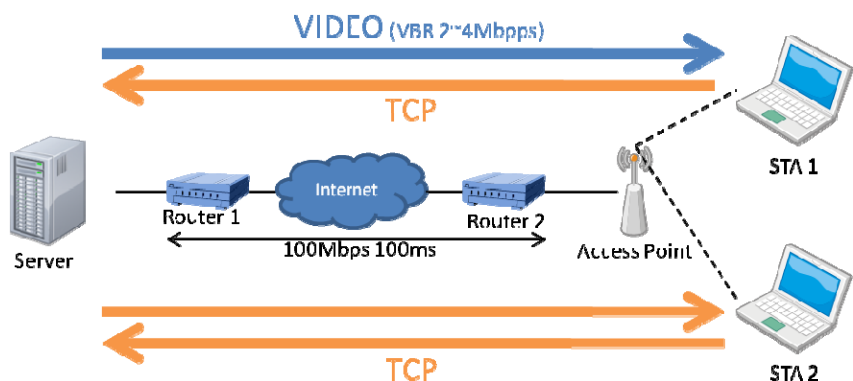 VIDEO (VBR 2~4Mbpps)
TCP
Internet
STA 1
Router 1
Router 2
100Mbps 100ms
Access Point
Server
TCP
STA 2